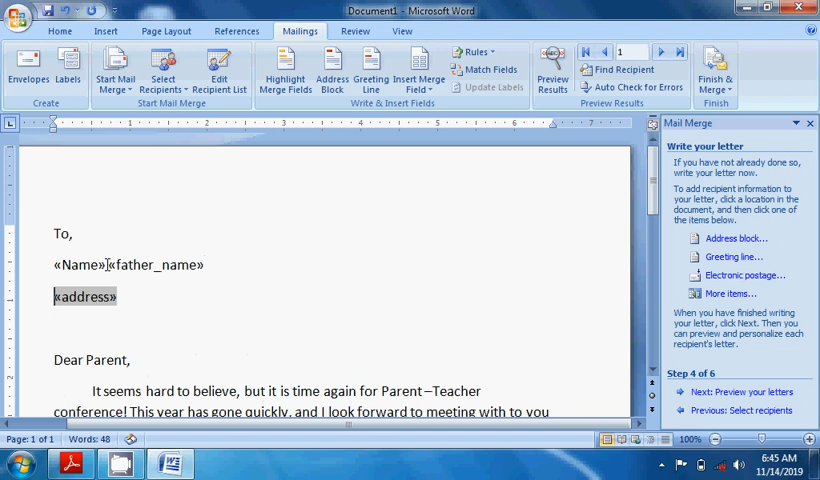 Document1 - Microsoft Word
Home Insert Page Layout References Mailings Review View
Envelopes Labels
Create
Start Mail Merge Select Recipients Edit Recipient List
Start Mail Merge
Highlight Merge Fields Address Block Greeting Line Insert Merge Field
Rules
Match Fields
Update Labels
Write & Insert Fields
Preview Results
1
Find Recipient
Auto Check for Errors
Preview Results
Finish & Merge
Finish
1 2 3 4 5 6 7
To,
«Name» «father_name»
«address»
Dear Parent,
It seems hard to believe, but it is time again for Parent –Teacher
conference! This year has gone quickly, and I look forward to meeting with to you
1
2
Mail Merge
Write your letter
If you have not already done so,
write your letter now.
To add recipient information to
your letter, click a location in the
document, and then click one of
the items below.
Address block...
Greeting line...
Electronic postage...
More items...
When you have finished writing
your letter, click Next. Then you
can preview and personalize each
recipient's letter.
Step 4 of 6
Next: Preview your letters
Previous: Select recipients
Page: 1 of 1 Words: 48 100%
6:45 AM
11/14/2019